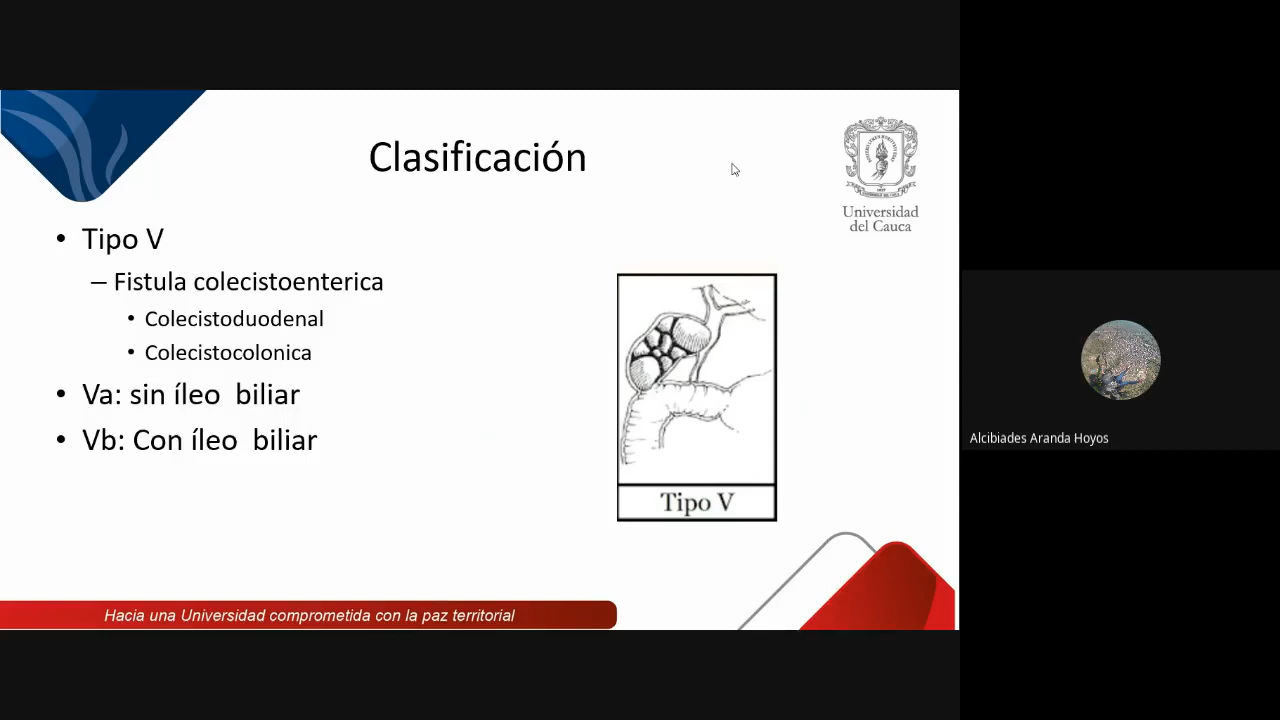 Clasificación
Universidad
del Cauca
• Tipo V
– Fistula colecistoenterica
• Colecistoduodenal
• Colecistocolonica
• Va: sin íleo  biliar
• Vb: Con íleo  biliar
Tipo V
Hacia una Universidad comprometida con la paz territorial
Alcibiades Aranda Hoyos